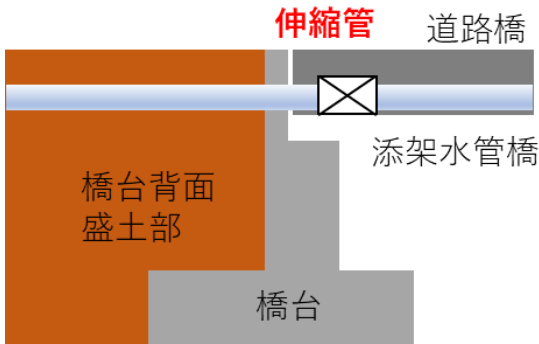 伸縮管
道路橋
添架水管橋
橋台背面
盛土部
橋台